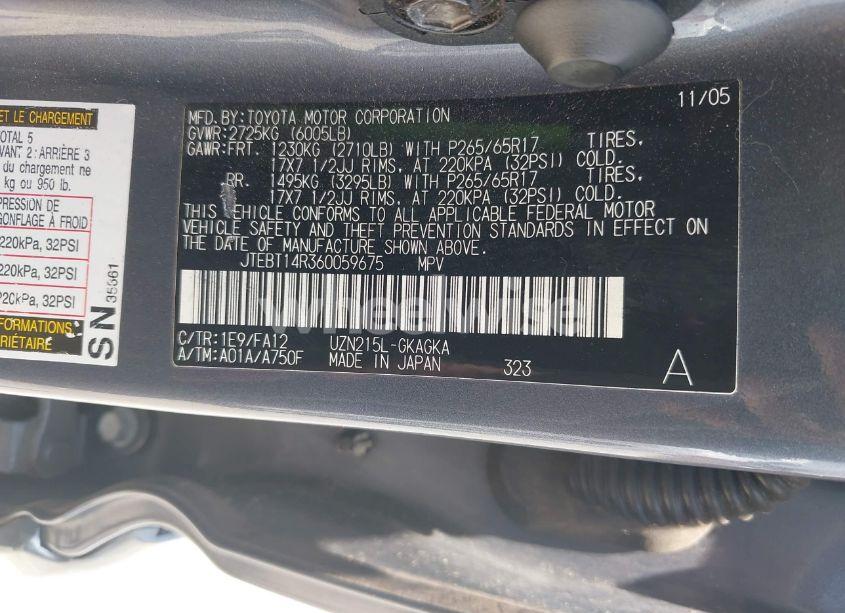 ET LE CHARGEMENT
TOTAL 5
AVANT 2: ARRIÈRE 3
du chargement ne
kg ou 950 lb.
PRESSION DE
GONFLAGE À FROID
220kPa, 32PSI
220kPa, 32PSI
220kPa, 32PSI
FORMATIONS
SN 35861
11/05
MFD.BY:TOYOTA MOTOR CORPORATION
GVWR:2725KG (6005LB)
GAWR:FRT. 1230KG (2710LB) WITH P265/65R17 TIRES,
17X7 1/2JJ RIMS, AT 220KPA (32PSI) COLD.
RR. 1495KG (3295LB) WITH P265/65R17 TIRES,
17X7 1/2JJ RIMS, AT 220KPA (32PSI) COLD.
THIS VEHICLE CONFORMS TO ALL APPLICABLE FEDERAL MOTOR
VEHICLE SAFETY AND THEFT PREVENTION STANDARDS IN EFFECT ON
THE DATE OF MANUFACTURE SHOWN ABOVE.
JTEBT14R360059675 MPV
wheelwise
C/TR:1E9/FA12 UZN215L-GKAGKA
A/TM:A01A/A750F MADE IN JAPAN 323 A